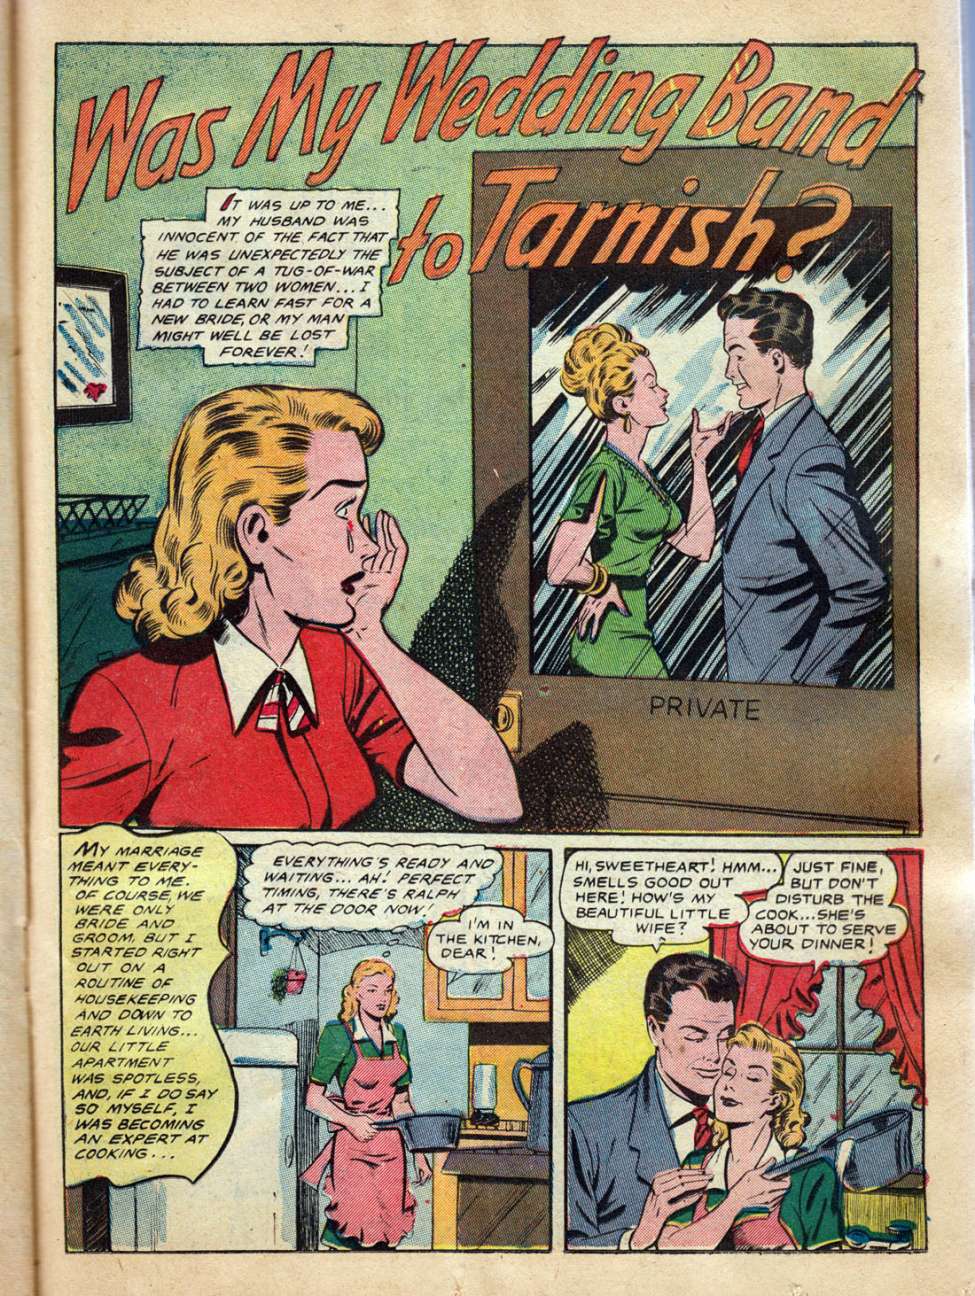 Was My Wedding Band
to Tarnish?
IT WAS UP TO ME...
MY HUSBAND WAS
INNOCENT OF THE FACT THAT
HE WAS UNEXPECTEDLY THE
SUBJECT OF A TUG-OF-WAR
BETWEEN TWO WOMEN... I
HAD TO LEARN FAST FOR A
NEW BRIDE, OR MY MAN
MIGHT WELL BE LOST
FOREVER!
PRIVATE
MY MARRIAGE
MEANT EVERY-
THING TO ME.
OF COURSE, WE
WERE ONLY
BRIDE AND
GROOM, BUT I
STARTED RIGHT
OUT ON A
ROUTINE OF
HOUSEKEEPING
AND DOWN TO
EARTH LIVING...
OUR LITTLE
APARTMENT
WAS SPOTLESS,
AND, IF I DO SAY
SO MYSELF, I
WAS BECOMING
AN EXPERT AT
COOKING...
EVERYTHING'S READY AND
WAITING... AH! PERFECT
TIMING, THERE'S RALPH
AT THE DOOR NOW!
I'M IN
THE KITCHEN,
DEAR!
HI, SWEETHEART! HMM...
SMELLS GOOD OUT
HERE! HOW'S MY
BEAUTIFUL LITTLE
WIFE?
JUST FINE,
BUT DON'T
DISTURB THE
COOK... SHE'S
ABOUT TO SERVE
YOUR DINNER!